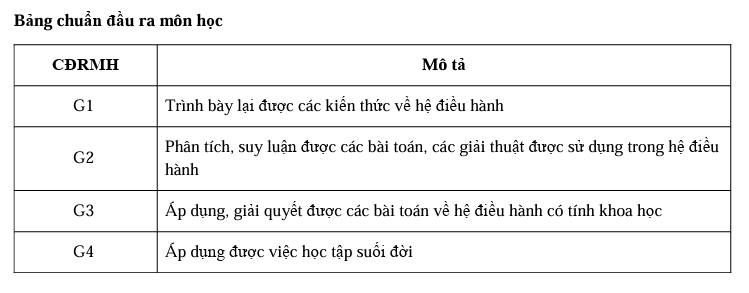 Bảng chuẩn đầu ra môn học
CĐRMH Mô tả
G1 Trình bày lại được các kiến thức về hệ điều hành
G2 Phân tích, suy luận được các bài toán, các giải thuật được sử dụng trong hệ điều
hành
G3 Áp dụng, giải quyết được các bài toán về hệ điều hành có tính khoa học
G4 Áp dụng được việc học tập suối đời